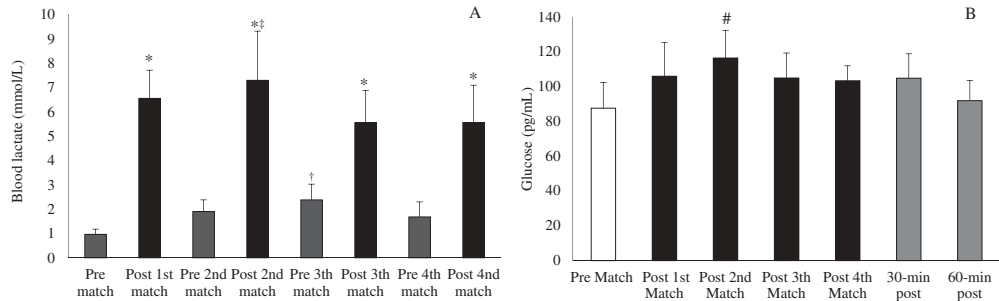 A
Blood lactate (mmol/L)
10
9
8
7
6
5
4
3
2
1
0
*
*‡
†
*
*
Pre match
Post 1st match
Pre 2nd match
Post 2nd match
Pre 3th match
Post 3th match
Pre 4th match
Post 4nd match
B
Glucose (pg/mL)
140
120
100
80
60
40
20
0
#
Pre Match
Post 1st Match
Post 2nd Match
Post 3th Match
Post 4th Match
30-min post
60-min post